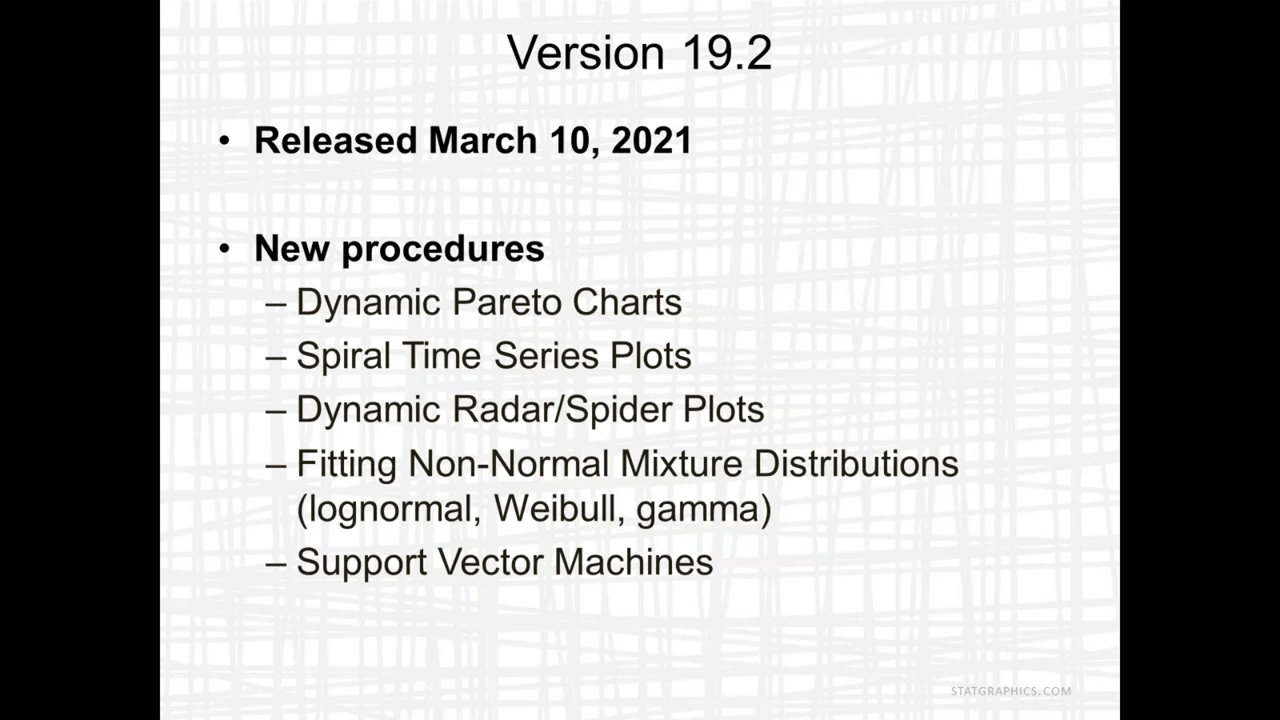 Version 19.2
• Released March 10, 2021
• New procedures
– Dynamic Pareto Charts
– Spiral Time Series Plots
– Dynamic Radar/Spider Plots
– Fitting Non-Normal Mixture Distributions
(lognormal, Weibull, gamma)
– Support Vector Machines
STATGRAPHICS.COM